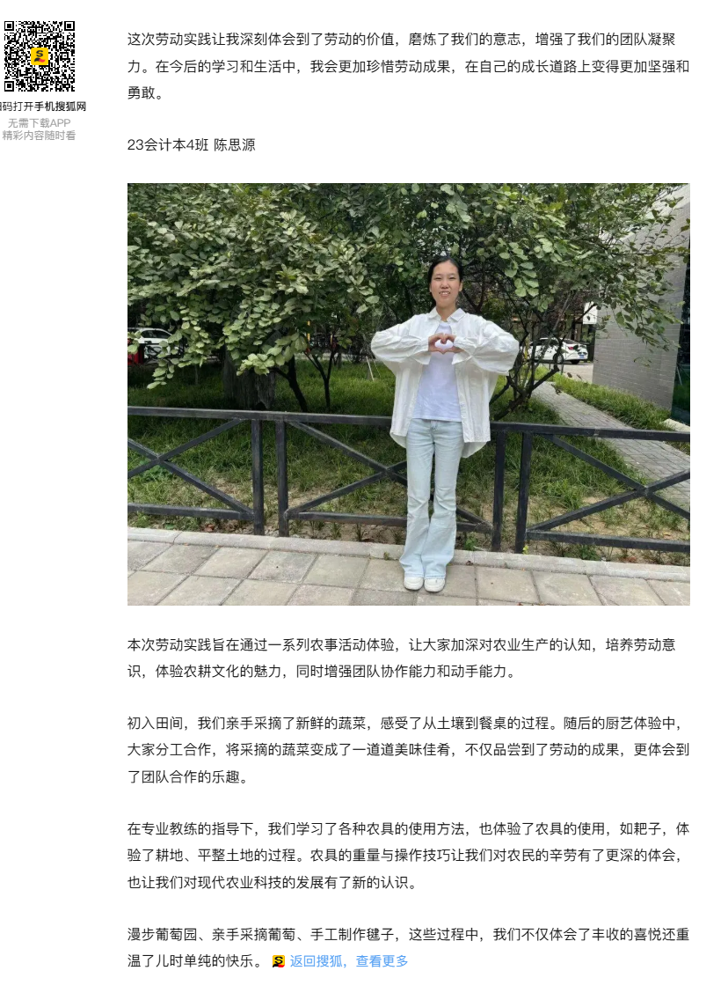 这次劳动实践让我深刻体会到了劳动的价值，磨炼了我们的意志，增强了我们的团队凝聚
力。在今后的学习和生活中，我会更加珍惜劳动成果，在自己的成长道路上变得更加坚强和
勇敢。
码打开手机搜狐网
无需下载APP
精彩内容随时看
23会计本4班 陈思源
本次劳动实践旨在通过一系列农事活动体验，让大家加深对农业生产的认知，培养劳动意
识，体验农耕文化的魅力，同时增强团队协作能力和动手能力。
初入田间，我们亲手采摘了新鲜的蔬菜，感受了从土壤到餐桌的过程。随后的厨艺体验中，
大家分工合作，将采摘的蔬菜变成了一道道美味佳肴，不仅品尝到了劳动的成果，更体会到
了团队合作的乐趣。
在专业教练的指导下，我们学习了各种农具的使用方法，也体验了农具的使用，如耙子，体
验了耕地、平整土地的过程。农具的重量与操作技巧让我们对农民的辛劳有了更深的体会，
也让我们对现代农业科技的发展有了新的认识。
漫步葡萄园、亲手采摘葡萄、手工制作毽子，这些过程中，我们不仅体会了丰收的喜悦还重
温了儿时单纯的快乐。 返回搜狐，查看更多